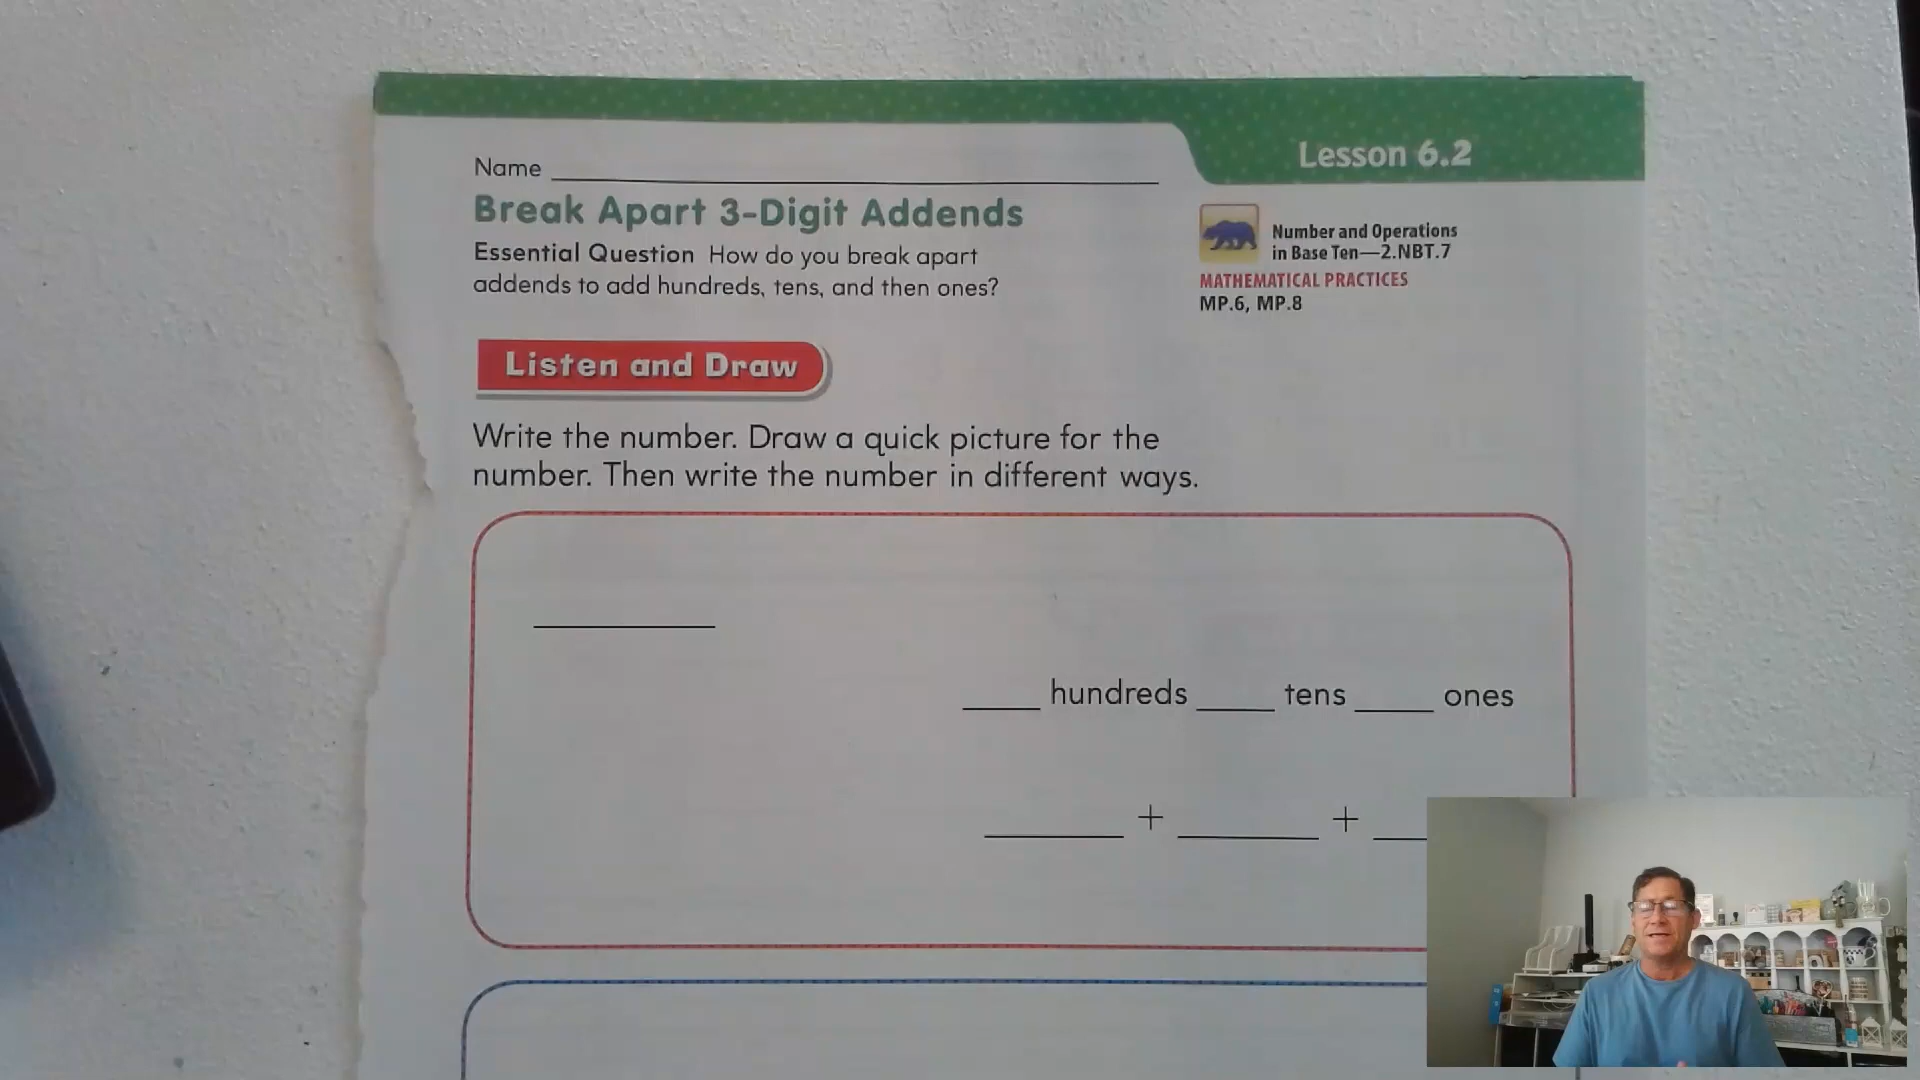 Lesson 6.2
Name
Break Apart 3-Digit Addends
Essential Question How do you break apart
addends to add hundreds, tens, and then ones?
Number and Operations
in Base Ten—2.NBT.7
MATHEMATICAL PRACTICES
MP.6, MP.8
Listen and Draw
Write the number. Draw a quick picture for the
number. Then write the number in different ways.
hundreds tens ones
+ +